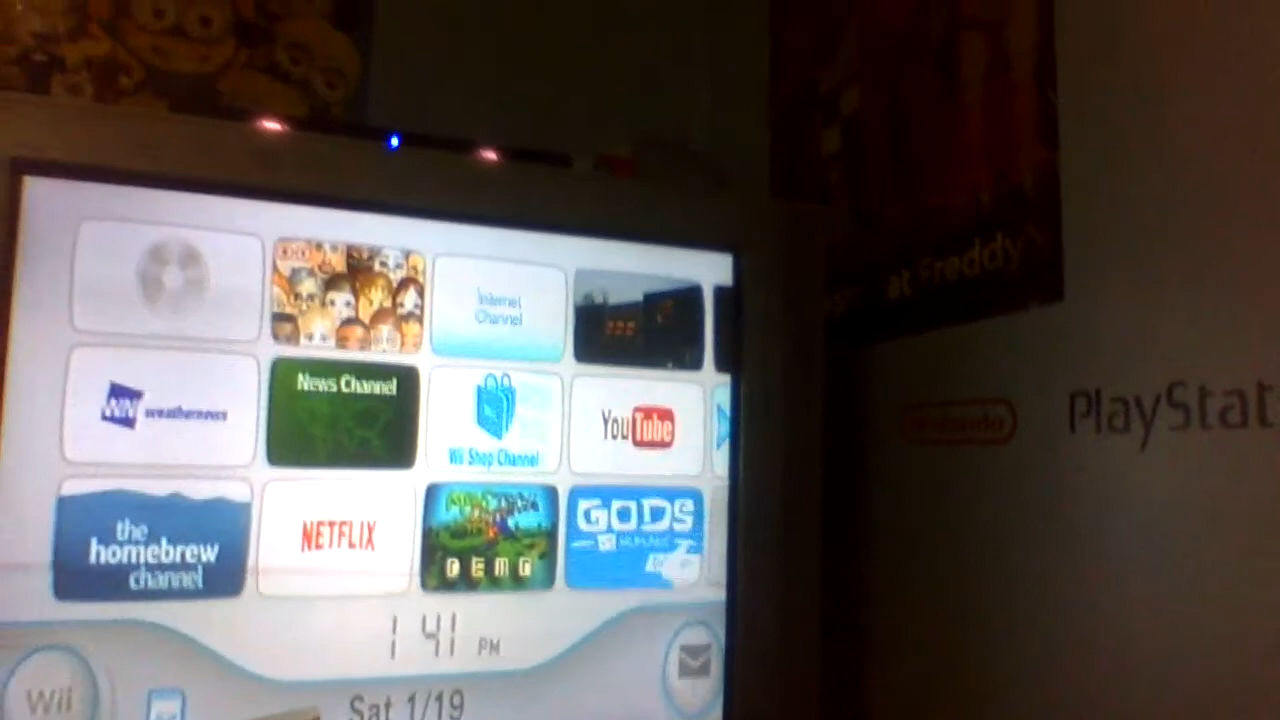 at Freddy's
Internet
Channel
WN weathernews
News Channel
Wii Shop Channel
YouTube
Nintendo
PlayStat
the
homebrew
channel
NETFLIX
DEMO
GODS
1:41 PM
Wii
Sat 1/19